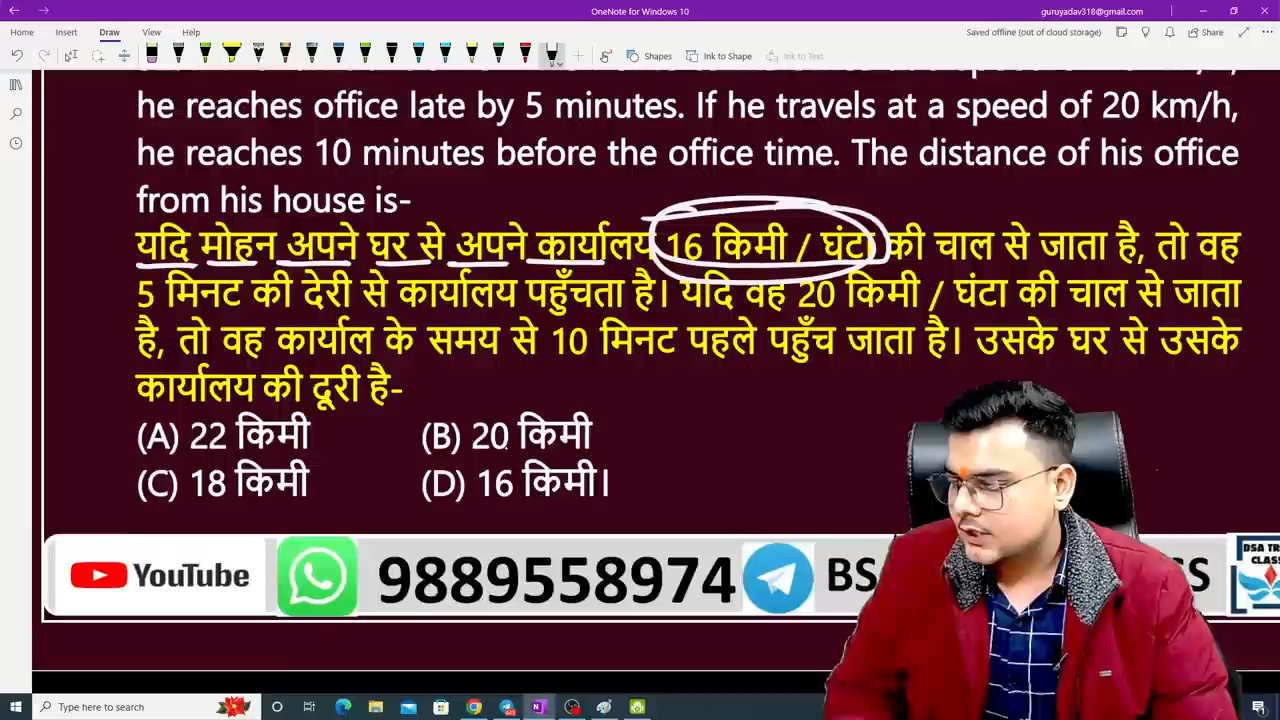 OneNote for Windows 10
guruyadav318@gmail.com
Home Insert Draw View Help
Saved offline (out of cloud storage)
Share
Shapes
Ink to Shape
Ink to Text
he reaches office late by 5 minutes. If he travels at a speed of 20 km/h,
he reaches 10 minutes before the office time. The distance of his office
from his house is-
यदि मोहन अपने घर से अपने कार्यालय 16 किमी / घंटा की चाल से जाता है, तो वह
5 मिनट की देरी से कार्यालय पहुँचता है। यदि वह 20 किमी / घंटा की चाल से जाता
है, तो वह कार्याल के समय से 10 मिनट पहले पहुँच जाता है। उसके घर से उसके
कार्यालय की दूरी है-
(A) 22 किमी (B) 20 किमी
(C) 18 किमी (D) 16 किमी।
YouTube 9889558974 BS
BSA
CLASS
Type here to search